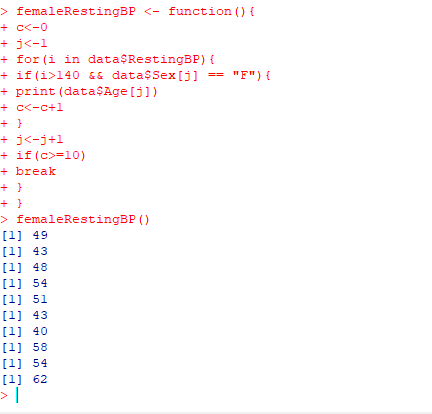 > femaleRestingBP <- function(){
+ c<-0
+ j<-1
+ for(i in data$RestingBP){
+ if(i>140 && data$Sex[j] == "F"){
+ print(data$Age[j])
+ c<-c+1
+ }
+ j<-j+1
+ if(c>=10)
+ break
+ }
+ }
> femaleRestingBP()
[1] 49
[1] 43
[1] 48
[1] 54
[1] 51
[1] 43
[1] 40
[1] 58
[1] 54
[1] 62
>